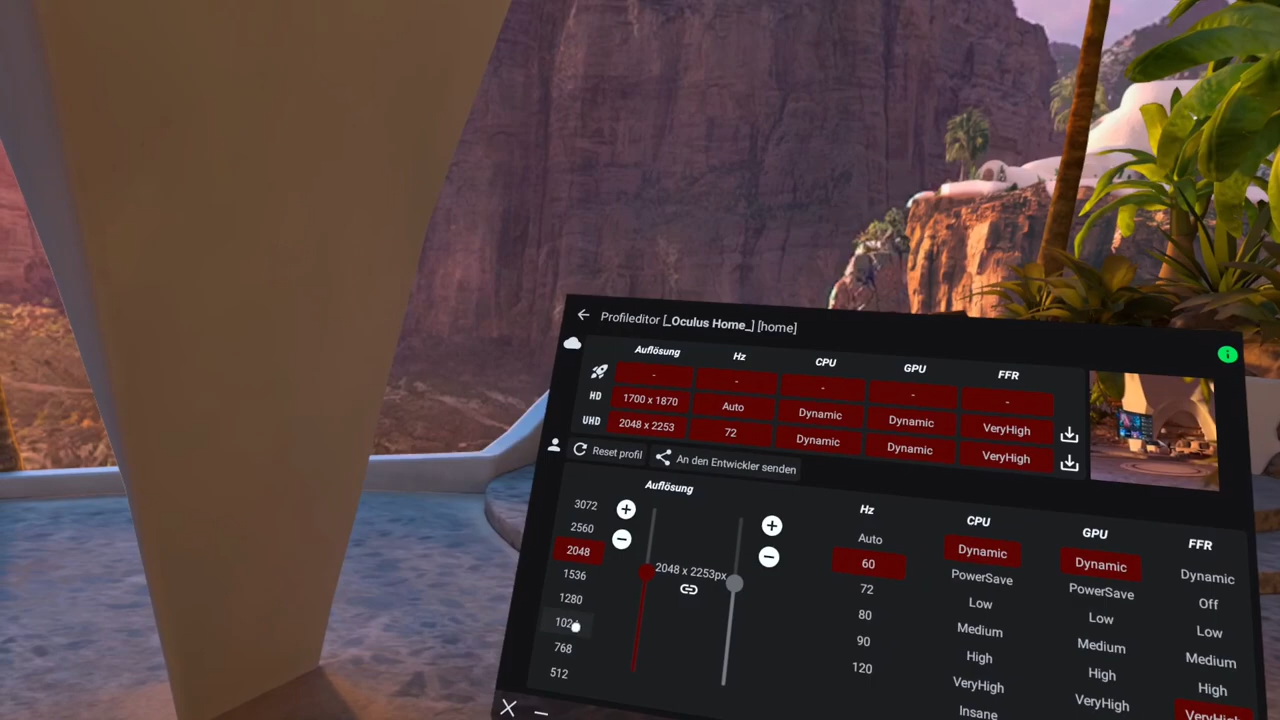 Profileditor [_Oculus Home_] [home]
Auflösung Hz CPU GPU FFR
- - - - -
HD 1700 x 1870 Auto Dynamic Dynamic VeryHigh
UHD 2048 x 2253 72 Dynamic Dynamic VeryHigh
Reset profil An den Entwickler senden
Auflösung Hz CPU GPU FFR
3072
2560
2048
1536
1280
1024
768
512
2048 x 2253px
Auto
60
72
80
90
120
Dynamic
PowerSave
Low
Medium
High
VeryHigh
Insane
Dynamic
PowerSave
Low
Medium
High
VeryHigh
Dynamic
Off
Low
Medium
High
VeryHigh